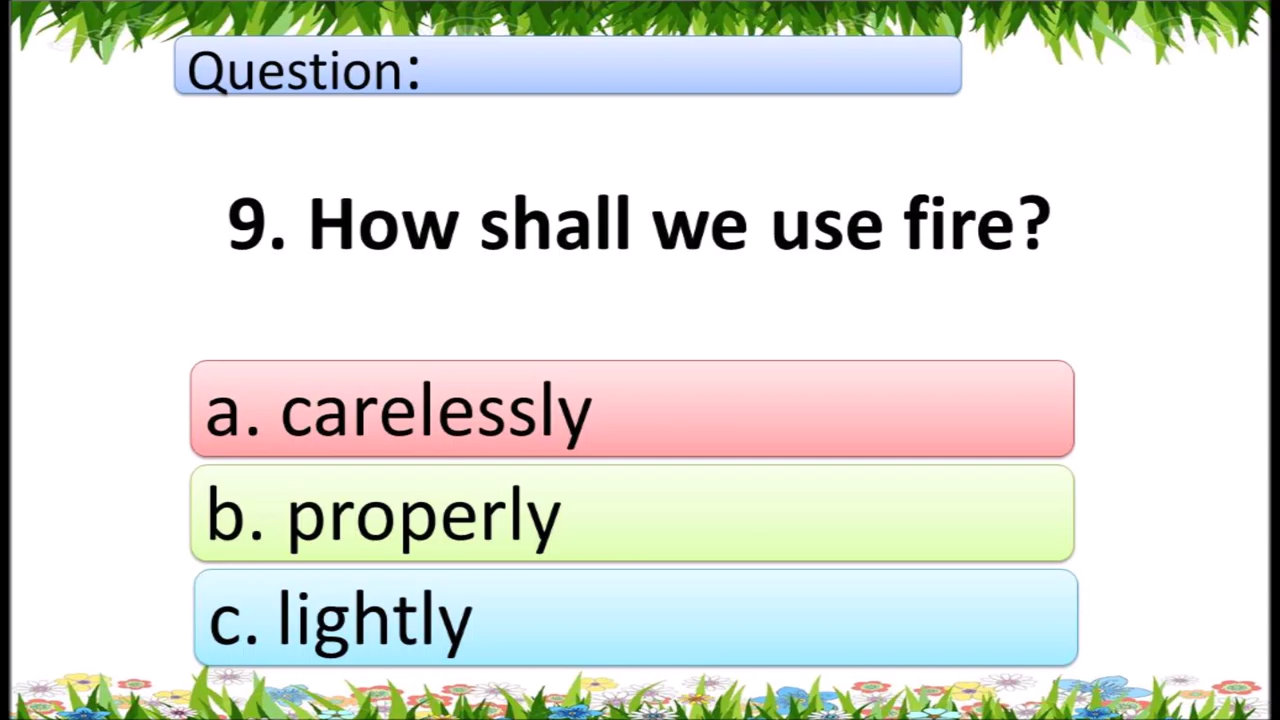 Question:
9. How shall we use fire?
a. carelessly
b. properly
c. lightly